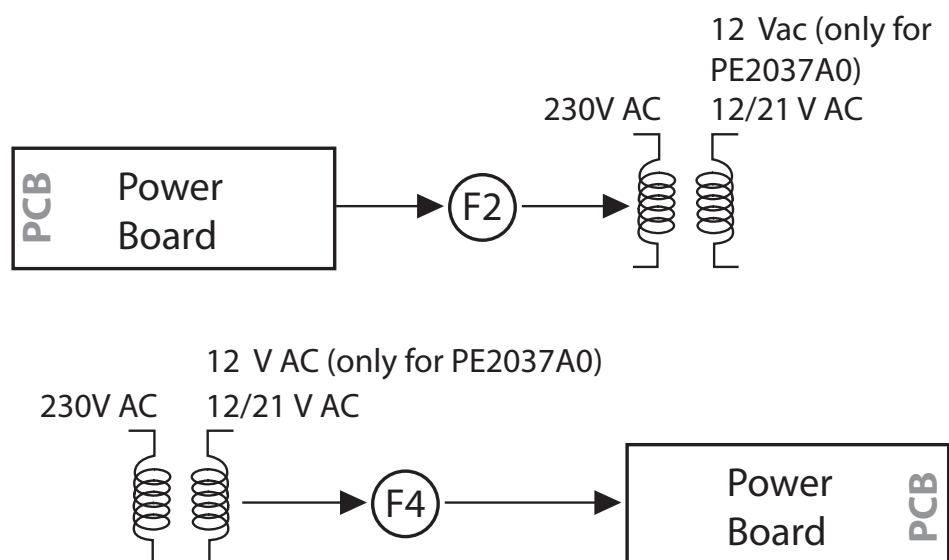 12 Vac (only for
PE2037A0)
230V AC 12/21 V AC
PCB
Power
Board
F2
12 V AC (only for PE2037A0)
230V AC 12/21 V AC
F4
Power
Board
PCB